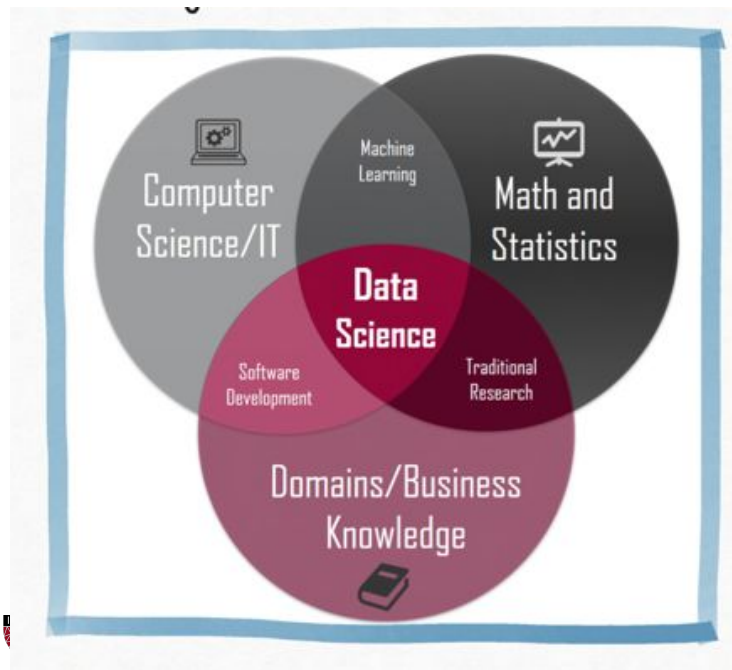 Machine
Learning
Computer
Science/IT
Math and
Statistics
Data
Science
Software
Development
Traditional
Research
Domains/Business
Knowledge